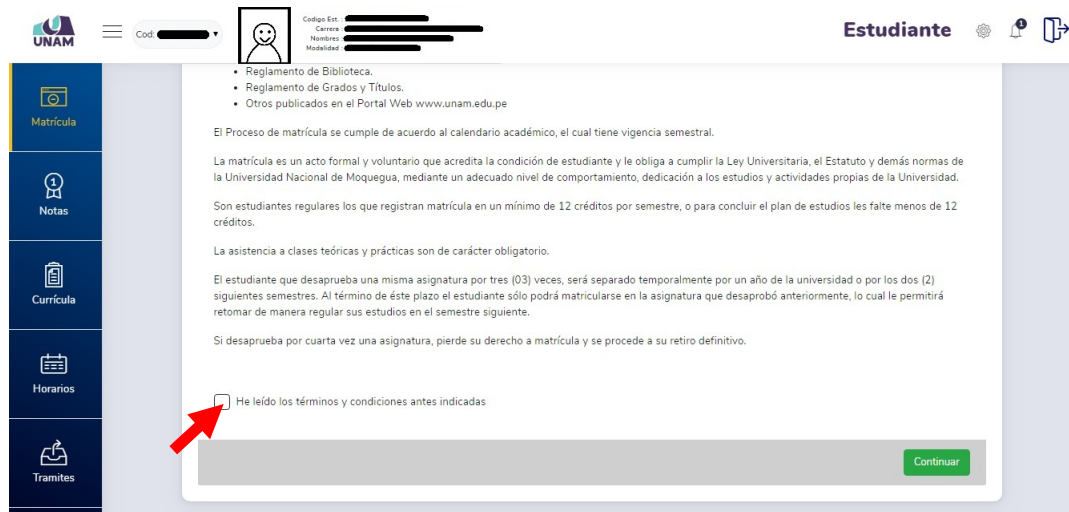 UNAM
Cod:
Codigo Est. :
Carrera :
Nombres :
Modalidad :
Estudiante
Matrícula
Notas
Currícula
Horarios
Tramites
• Reglamento de Biblioteca.
• Reglamento de Grados y Títulos.
• Otros publicados en el Portal Web www.unam.edu.pe
El Proceso de matrícula se cumple de acuerdo al calendario académico, el cual tiene vigencia semestral.
La matrícula es un acto formal y voluntario que acredita la condición de estudiante y le obliga a cumplir la Ley Universitaria, el Estatuto y demás normas de
la Universidad Nacional de Moquegua, mediante un adecuado nivel de comportamiento, dedicación a los estudios y actividades propias de la Universidad.
Son estudiantes regulares los que registran matrícula en un mínimo de 12 créditos por semestre, o para concluir el plan de estudios les falte menos de 12
créditos.
La asistencia a clases teóricas y prácticas son de carácter obligatorio.
El estudiante que desaprueba una misma asignatura por tres (03) veces, será separado temporalmente por un año de la universidad o por los dos (2)
siguientes semestres. Al término de éste plazo el estudiante sólo podrá matricularse en la asignatura que desaprobó anteriormente, lo cual le permitirá
retomar de manera regular sus estudios en el semestre siguiente.
Si desaprueba por cuarta vez una asignatura, pierde su derecho a matrícula y se procede a su retiro definitivo.
He leído los términos y condiciones antes indicadas
Continuar